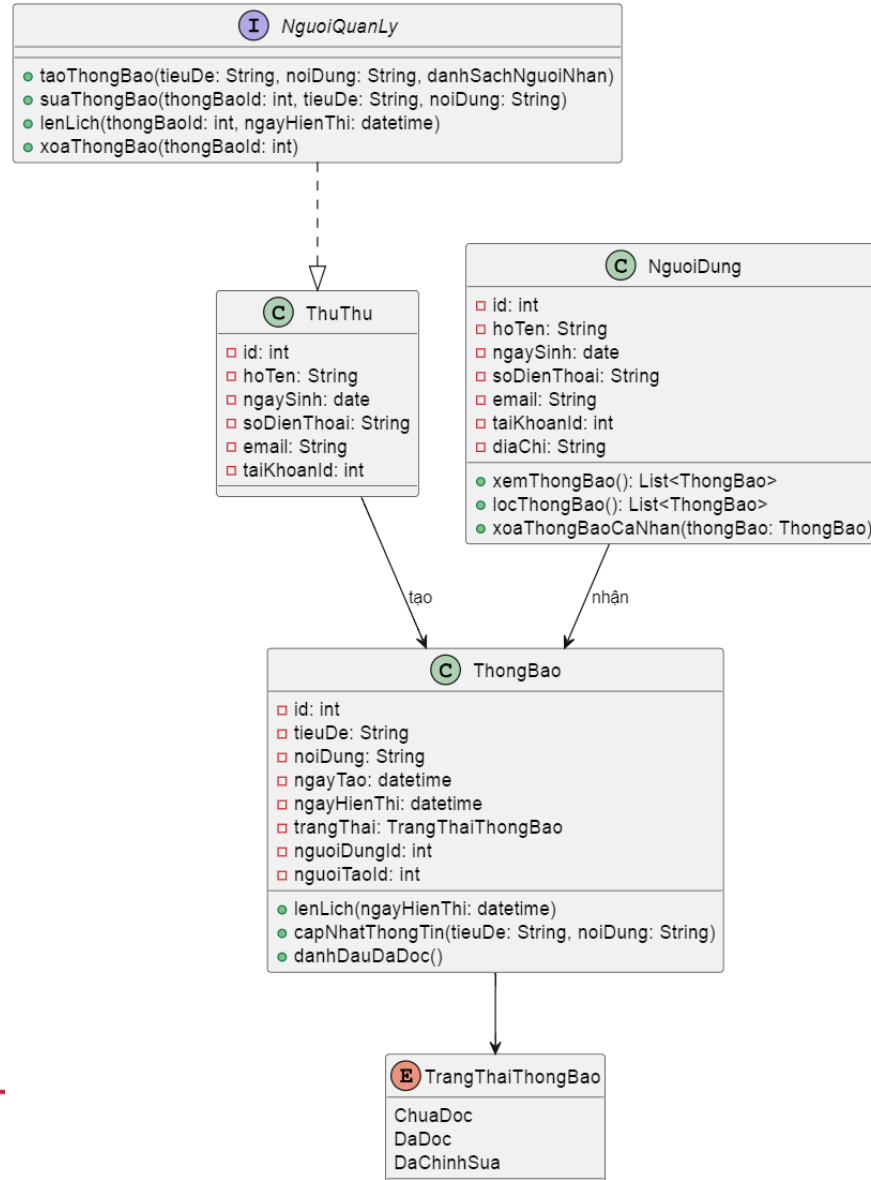 I NguoiQuanLy
taoThongBao(tieuDe: String, noiDung: String, danhSachNguoiNhan)
suaThongBao(thongBaoId: int, tieuDe: String, noiDung: String)
lenLich(thongBaoId: int, ngayHienThi: datetime)
xoaThongBao(thongBaoId: int)
C ThuThu
id: int
hoTen: String
ngaySinh: date
soDienThoai: String
email: String
taiKhoanId: int
C NguoiDung
id: int
hoTen: String
ngaySinh: date
soDienThoai: String
email: String
taiKhoanId: int
diaChi: String
xemThongBao(): List<ThongBao>
locThongBao(): List<ThongBao>
xoaThongBaoCaNhan(thongBao: ThongBao)
tạo
nhận
C ThongBao
id: int
tieuDe: String
noiDung: String
ngayTao: datetime
ngayHienThi: datetime
trangThai: TrangThaiThongBao
nguoiDungId: int
nguoiTaoId: int
lenLich(ngayHienThi: datetime)
capNhatThongTin(tieuDe: String, noiDung: String)
danhDauDaDoc()
E TrangThaiThongBao
ChuaDoc
DaDoc
DaChinhSua